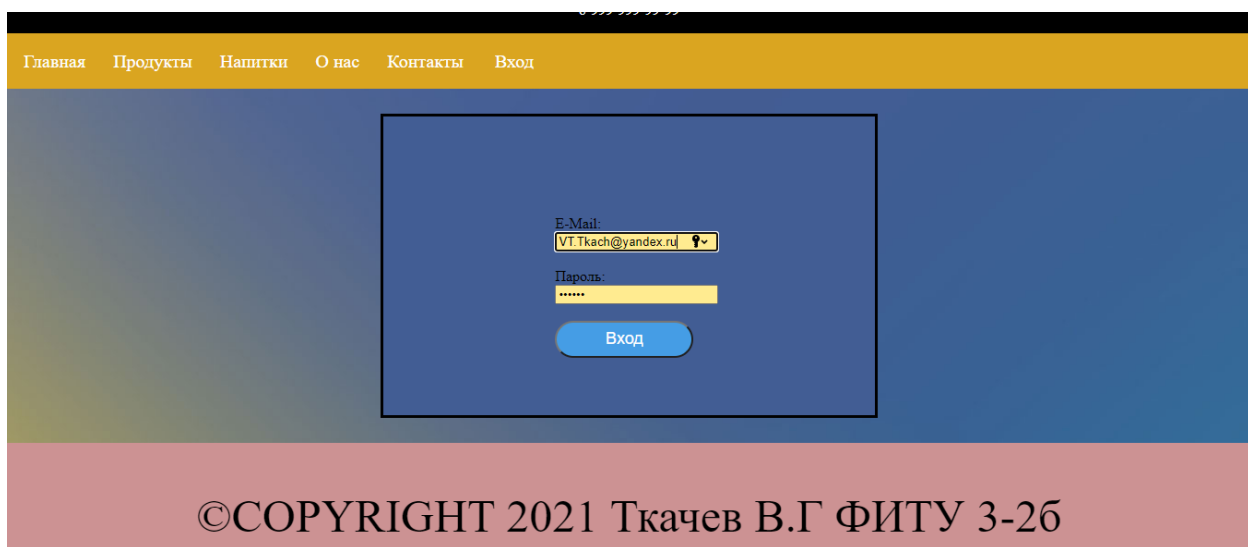 Главная Продукты Напитки О нас Контакты Вход
E-Mail:
VT.Tkach@yandex.ru
Пароль:
••••••
Вход
©COPYRIGHT 2021 Ткачев В.Г ФИТУ 3-2б